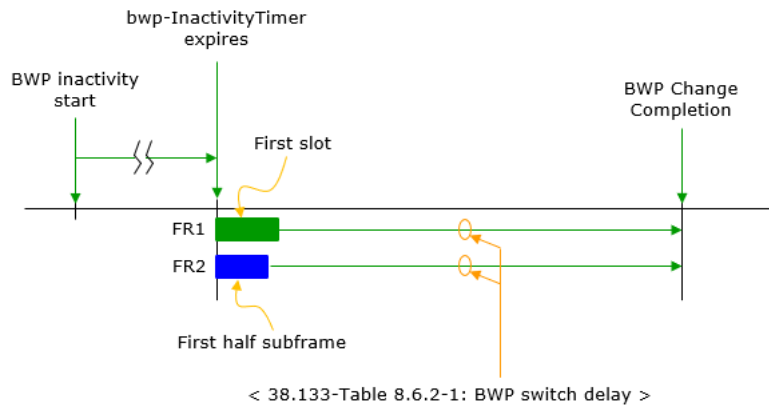 bwp-InactivityTimer
expires
BWP inactivity
start
BWP Change
Completion
First slot
FR1
FR2
First half subframe
< 38.133-Table 8.6.2-1: BWP switch delay >